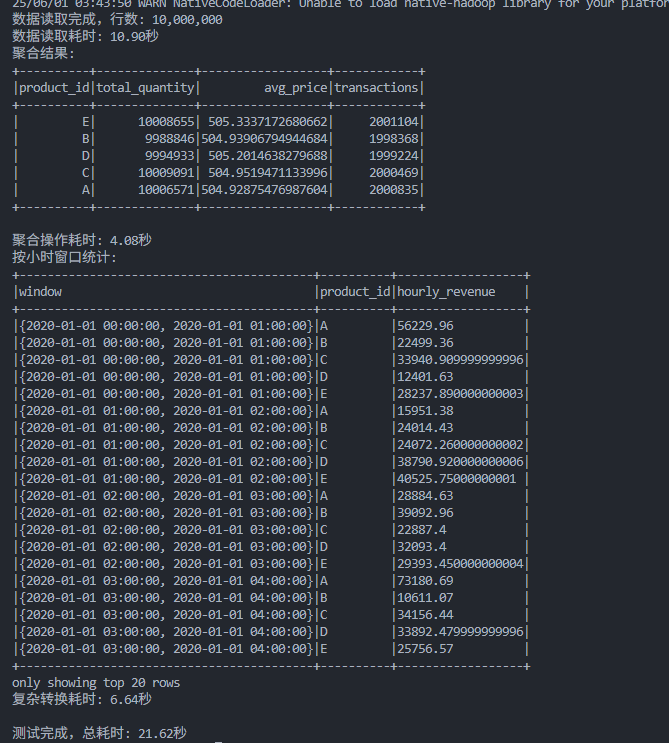 25/06/01 03:43:50 WARN NativeCodeLoader: Unable to load native-hadoop library for your platfor
数据读取完成，行数: 10,000,000
数据读取耗时: 10.90秒
聚合结果:
+----------+--------------+------------------+------------+
|product_id|total_quantity|         avg_price|transactions|
+----------+--------------+------------------+------------+
|         E|      10008655| 505.3337172680662|     2001104|
|         B|       9988846|504.93906794944684|     1998368|
|         D|       9994933| 505.2014638279688|     1999224|
|         C|      10009091| 504.9519471133996|     2000469|
|         A|      10006571|504.92875476987604|     2000835|
+----------+--------------+------------------+------------+
聚合操作耗时: 4.08秒
按小时窗口统计:
+------------------------------------------+----------+------------------+
|window                                    |product_id|hourly_revenue    |
+------------------------------------------+----------+------------------+
|{2020-01-01 00:00:00, 2020-01-01 01:00:00}|A         |56229.96          |
|{2020-01-01 00:00:00, 2020-01-01 01:00:00}|B         |22499.36          |
|{2020-01-01 00:00:00, 2020-01-01 01:00:00}|C         |33940.909999999996|
|{2020-01-01 00:00:00, 2020-01-01 01:00:00}|D         |12401.63          |
|{2020-01-01 00:00:00, 2020-01-01 01:00:00}|E         |28237.890000000003|
|{2020-01-01 01:00:00, 2020-01-01 02:00:00}|A         |15951.38          |
|{2020-01-01 01:00:00, 2020-01-01 02:00:00}|B         |24014.43          |
|{2020-01-01 01:00:00, 2020-01-01 02:00:00}|C         |24072.260000000002|
|{2020-01-01 01:00:00, 2020-01-01 02:00:00}|D         |38790.920000000006|
|{2020-01-01 01:00:00, 2020-01-01 02:00:00}|E         |40525.75000000001 |
|{2020-01-01 02:00:00, 2020-01-01 03:00:00}|A         |28884.63          |
|{2020-01-01 02:00:00, 2020-01-01 03:00:00}|B         |39092.96          |
|{2020-01-01 02:00:00, 2020-01-01 03:00:00}|C         |22887.4           |
|{2020-01-01 02:00:00, 2020-01-01 03:00:00}|D         |32093.4           |
|{2020-01-01 02:00:00, 2020-01-01 03:00:00}|E         |29393.450000000004|
|{2020-01-01 03:00:00, 2020-01-01 04:00:00}|A         |73180.69          |
|{2020-01-01 03:00:00, 2020-01-01 04:00:00}|B         |10611.07          |
|{2020-01-01 03:00:00, 2020-01-01 04:00:00}|C         |34156.44          |
|{2020-01-01 03:00:00, 2020-01-01 04:00:00}|D         |33892.479999999996|
|{2020-01-01 03:00:00, 2020-01-01 04:00:00}|E         |25756.57          |
+------------------------------------------+----------+------------------+
only showing top 20 rows
复杂转换耗时: 6.64秒
测试完成，总耗时: 21.62秒